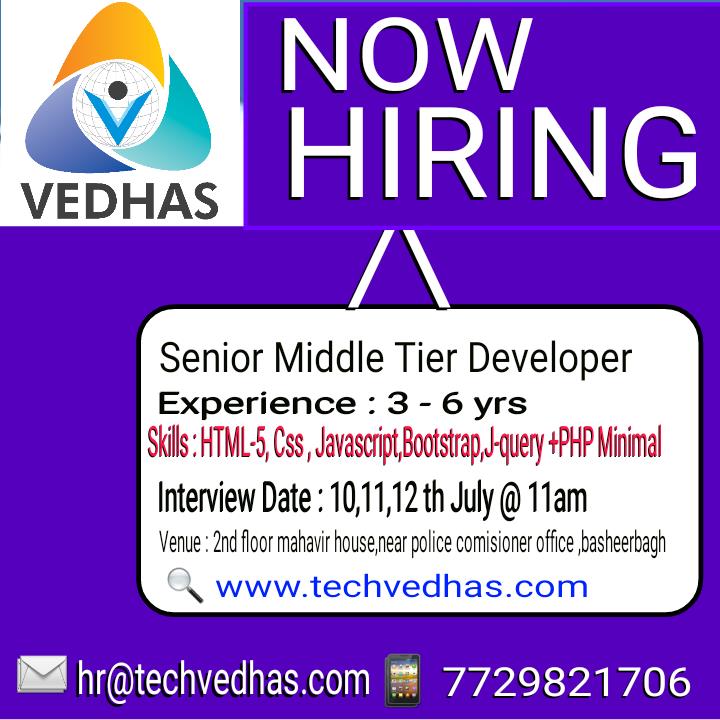 VEDHAS
NOW
HIRING
Senior Middle Tier Developer
Experience : 3 - 6 yrs
Skills : HTML-5, Css , Javascript,Bootstrap,J-query +PHP Minimal
Interview Date : 10,11,12 th July @ 11am
Venue : 2nd floor mahavir house,near police comisioner office ,basheerbagh
www.techvedhas.com
hr@techvedhas.com
7729821706